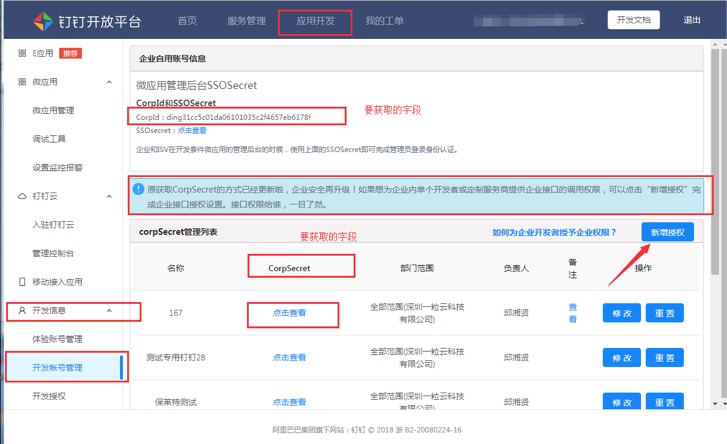 钉钉开放平台 首页 服务管理 应用开发 我的工单 开发文档 退出
E应用 推荐
微应用
微应用管理
调试工具
设置监控报警
钉钉云
入驻钉钉云
管理控制台
移动接入应用
开发信息
体验账号管理
开发帐号管理
开发授权
企业自用账号信息
微应用管理后台SSOSecret
CorpId和SSOSecret
CorpId：ding31cc5c01da06101035c2f4657eb6378f 要获取的字段
SSOsecret：点击查看
企业和ISV在开发套件微应用的管理后台的时候，使用上面的SSOSecret即可完成管理员登录身份认证。
原获取CorpSecret的方式已经更新啦，企业安全再升级！如果想为企业内单个开发者或定制服务商提供企业接口的调用权限，可以点击“新增授权”完
成企业接口授权设置。接口权限给谁，一目了然。
corpSecret管理列表 要获取的字段 如何为企业开发者授予企业权限？ 新增授权
名称 CorpSecret 部门范围 负责人 备注 操作
167 点击查看 全部范围(深圳一粒云科技
有限公司) 邱湘贤 查看 修改 重置
测试专用钉钉28 点击查看 全部范围(深圳一粒云科技
有限公司) 邱湘贤 修改 重置
保莱特测试 点击查看 全部范围(深圳一粒云科技 邱湘贤 修改 重置
阿里巴巴集团旗下网站：钉钉 © 2018 浙 B2-20080224-16